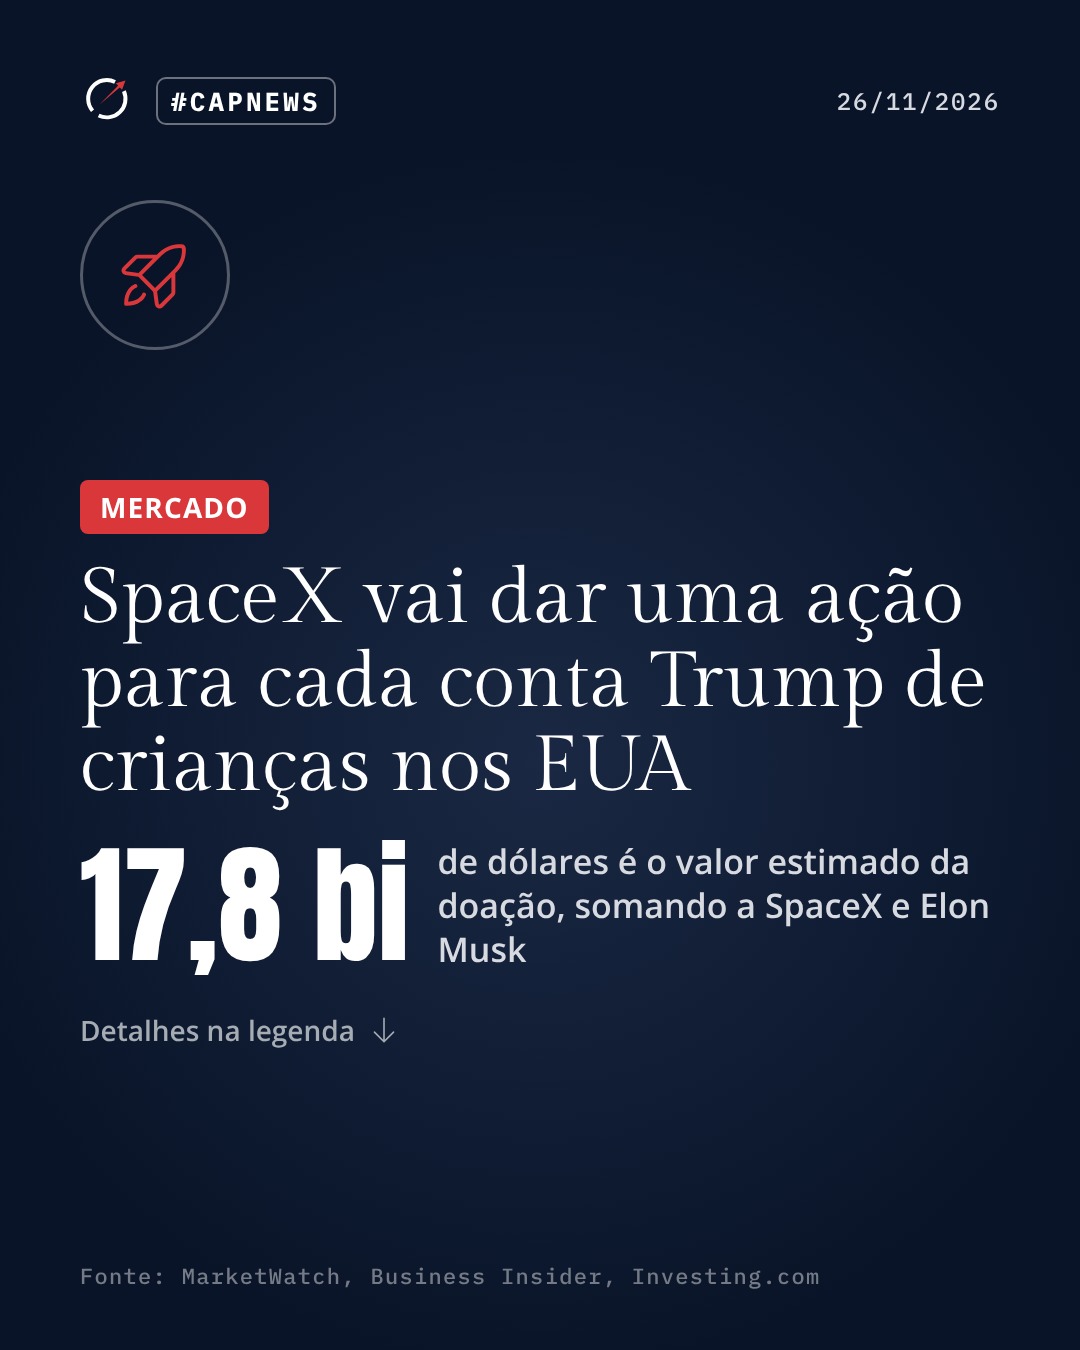 #CAPNEWS
26/11/2026
MERCADO
SpaceX vai dar uma ação
para cada conta Trump de
crianças nos EUA
17,8 bi
de dólares é o valor estimado da
doação, somando a SpaceX e Elon
Musk
Detalhes na legenda ↓
Fonte: MarketWatch, Business Insider, Investing.com